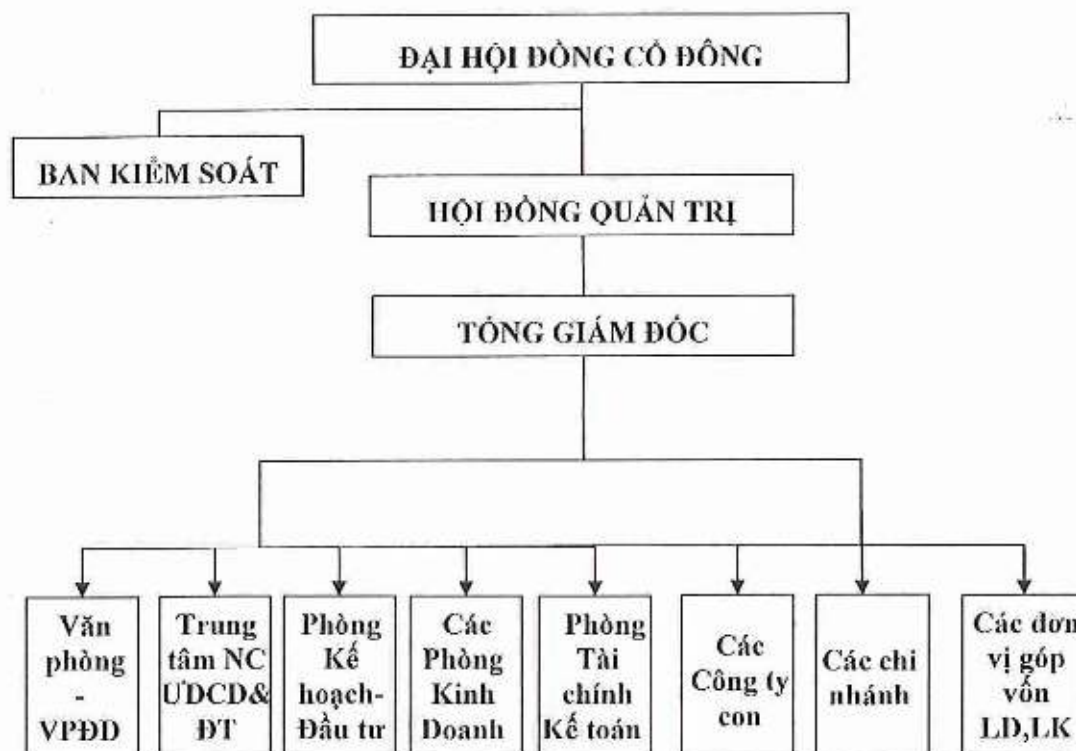 ĐẠI HỘI ĐỒNG CỔ ĐÔNG
BAN KIỂM SOÁT
HỘI ĐỒNG QUẢN TRỊ
TỔNG GIÁM ĐỐC
Văn
phòng
-
VPĐD
Trung
tâm NC
ƯDCD&
ĐT
Phòng
Kế
hoạch-
Đầu tư
Các
Phòng
Kinh
Doanh
Phòng
Tài
chính
Kế toán
Các
Công ty
con
Các chi
nhánh
Các đơn
vị góp
vốn
LD,LK